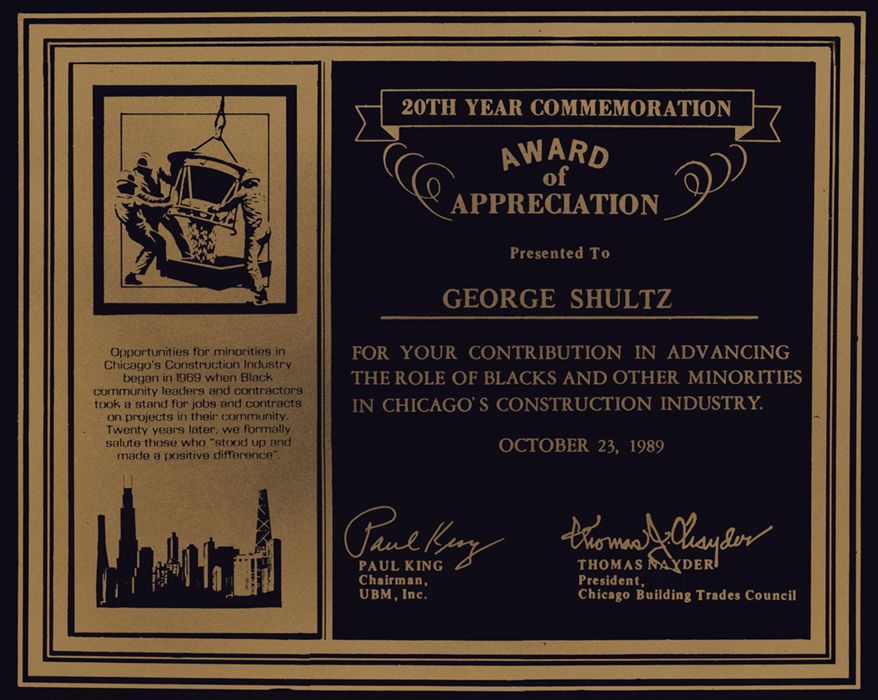 20TH YEAR COMMEMORATION
AWARD
of
APPRECIATION
Presented To
GEORGE SHULTZ
FOR YOUR CONTRIBUTION IN ADVANCING
THE ROLE OF BLACKS AND OTHER MINORITIES
IN CHICAGO'S CONSTRUCTION INDUSTRY.
OCTOBER 23, 1989
Paul King
PAUL KING
Chairman,
UBM, Inc.
Thomas J. Nayder
THOMAS NAYDER
President,
Chicago Building Trades Council
Opportunities for minorities in
Chicago's Construction Industry
began in 1969 when Black
community leaders and contractors
took a stand for jobs and contracts
on projects in their community.
Twenty years later, we formally
salute those who "stood up and
made a positive difference".